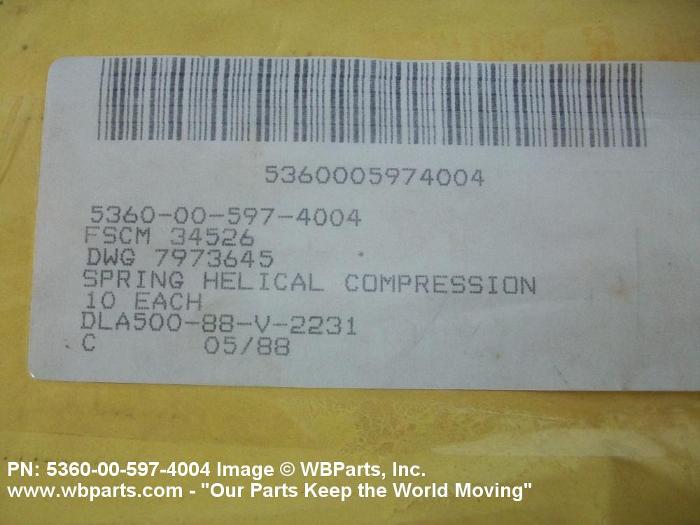 5360005974004
5360-00-597-4004
FSCM 34526
DWG 7973645
SPRING HELICAL COMPRESSION
10 EACH
DLA500-88-V-2231
C 05/88
PN: 5360-00-597-4004 Image © WBParts, Inc.
www.wbparts.com - "Our Parts Keep the World Moving"